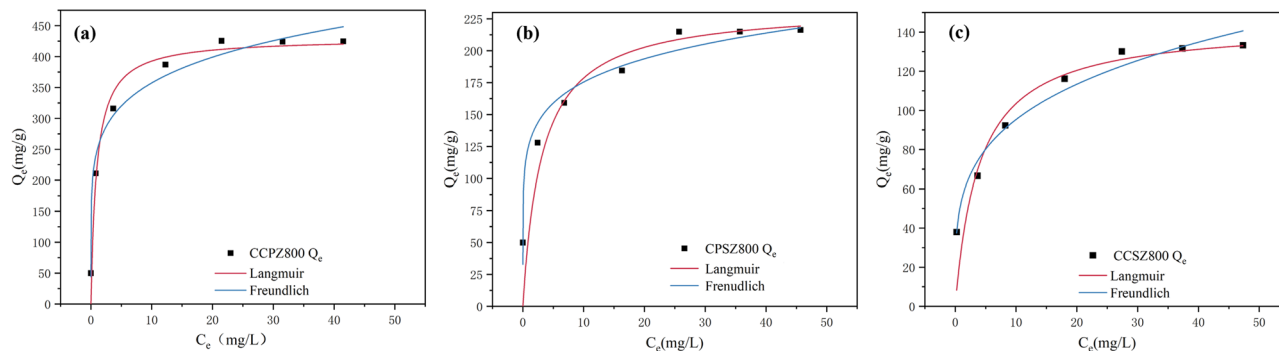 (a)
450
400
350
300
250
200
150
100
50
0
Qe(mg/g)
CCPZ800 Qe
Langmuir
Freundlich
0 10 20 30 40 50
Ce（mg/L）
(b)
225
200
175
150
125
100
75
50
25
0
Qe(mg/g)
CPSZ800 Qe
Langmuir
Frenudlich
0 10 20 30 40 50
Ce(mg/L)
(c)
140
120
100
80
60
40
20
0
Qe(mg/g)
CCSZ800 Qe
Langmuir
Freundlich
0 10 20 30 40 50
Ce(mg/L)